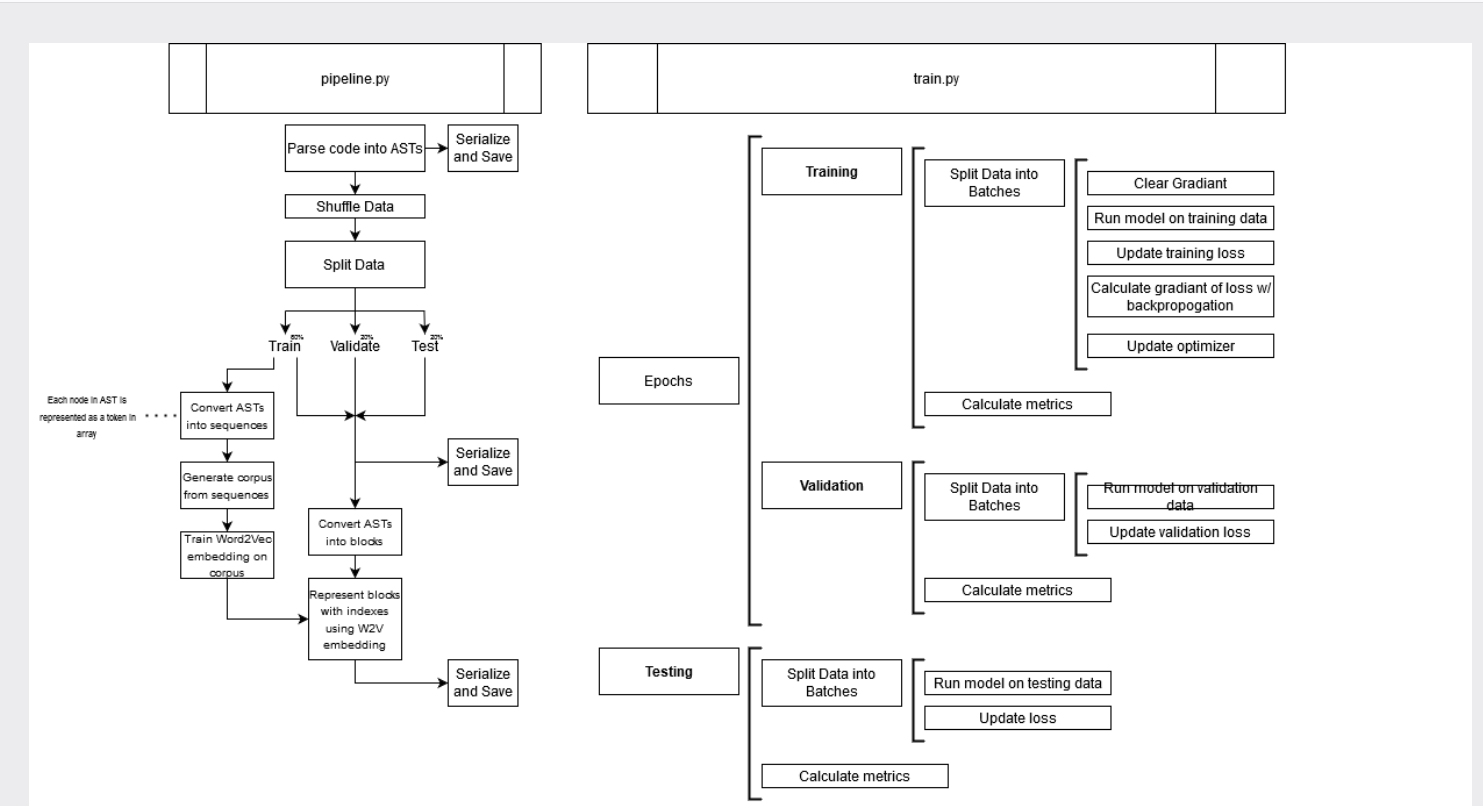 pipeline.py
Parse code into ASTs
Serialize
and Save
Shuffle Data
Split Data
Train
60%
Validate
20%
Test
20%
Each node in AST is
represented as a token in
array
Convert ASTs
into sequences
Generate corpus
from sequences
Train Word2Vec
embedding on
corpus
Serialize
and Save
Convert ASTs
into blocks
Represent blocks
with indexes
using W2V
embedding
Serialize
and Save
train.py
Epochs
Training
Split Data into
Batches
Clear Gradiant
Run model on training data
Update training loss
Calculate gradiant of loss w/
backpropogation
Update optimizer
Calculate metrics
Validation
Split Data into
Batches
Run model on validation
data
Update validation loss
Calculate metrics
Testing
Split Data into
Batches
Run model on testing data
Update loss
Calculate metrics